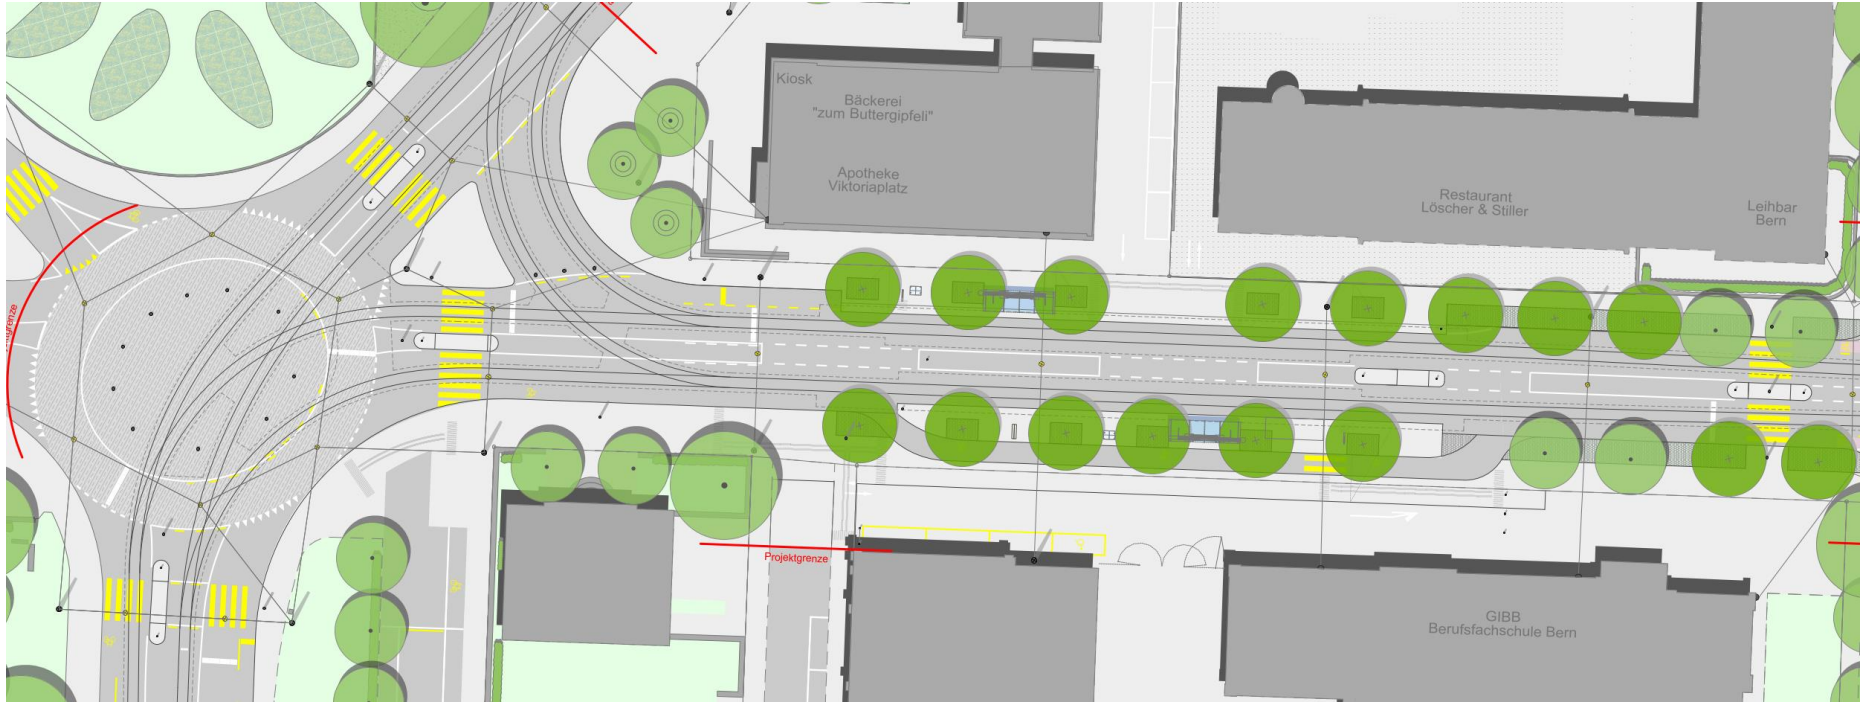 Kiosk
Bäckerei
"zum Buttergipfeli"
Apotheke
Viktoriaplatz
Restaurant
Löscher & Stiller
Leihbar
Bern
Projektgrenze
GIBB
Berufsfachschule Bern